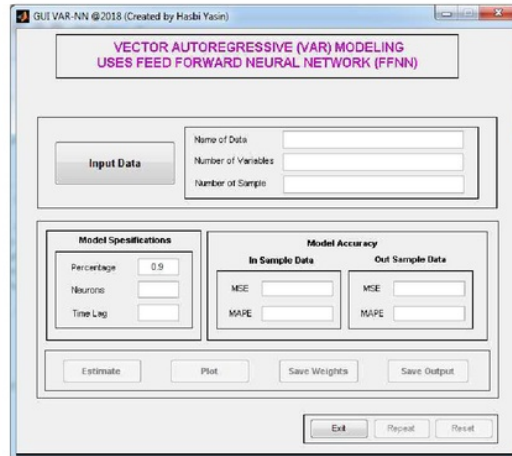 GUI VAR-NN @2018 (Created by Hasbi Yasin)
VECTOR AUTOREGRESSIVE (VAR) MODELING
USES FEED FORWARD NEURAL NETWORK (FFNN)
Input Data
Name of Data
Number of Variables
Number of Sample
Model Spesifications
Percentage 0.9
Neurons
Time Lag
Model Accuracy
In Sample Data
MSE
MAPE
Out Sample Data
MSE
MAPE
Estimate Plot Save Weights Save Output
Exit Repeat Reset